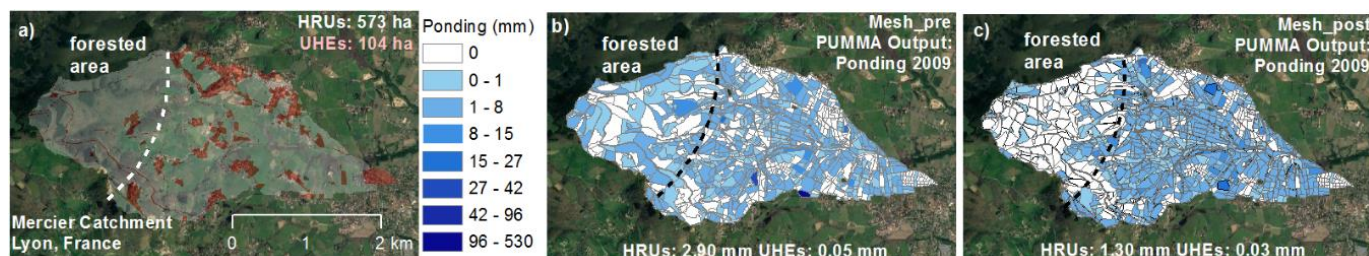 a)
HRUs: 573 ha
UHEs: 104 ha
forested
area
Mercier Catchment
Lyon, France
0 1 2 km
Ponding (mm)
0
0 - 1
1 - 8
8 - 15
15 - 27
27 - 42
42 - 96
96 - 530
b)
Mesh_pre
PUMMA Output:
Ponding 2009
forested
area
HRUs: 2.90 mm UHEs: 0.05 mm
c)
Mesh_post
PUMMA Output:
Ponding 2009
forested
area
HRUs: 1.30 mm UHEs: 0.03 mm